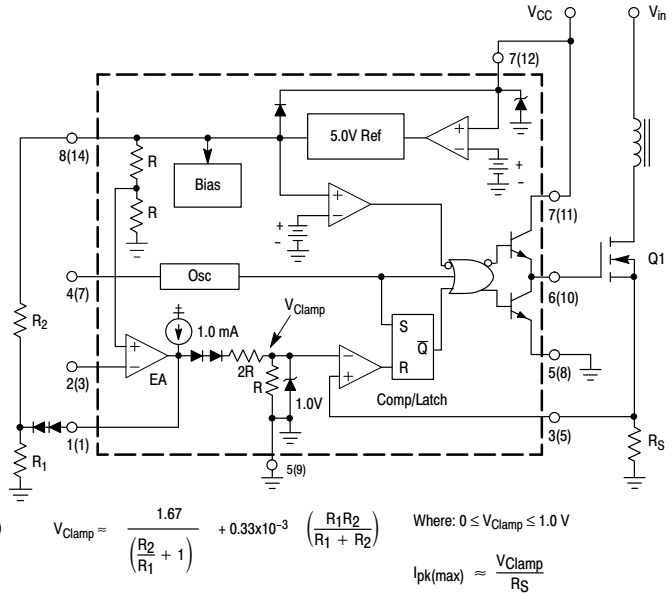 VCC
Vin
7(12)
5.0V Ref
+
−
+
-
8(14)
R
Bias
R
+
−
+
-
7(11)
Q1
4(7)
Osc
6(10)
VClamp
R2
1.0 mA
S
Q
R
+
−
EA
2R
R
1.0V
−
+
2(3)
Comp/Latch
5(8)
1(1)
3(5)
R1
5(9)
RS
) VClamp ≈ 1.67 / (R2/R1 + 1) + 0.33x10−3 (R1R2 / R1 + R2) Where: 0 ≤ VClamp ≤ 1.0 V
Ipk(max) ≈ VClamp / RS